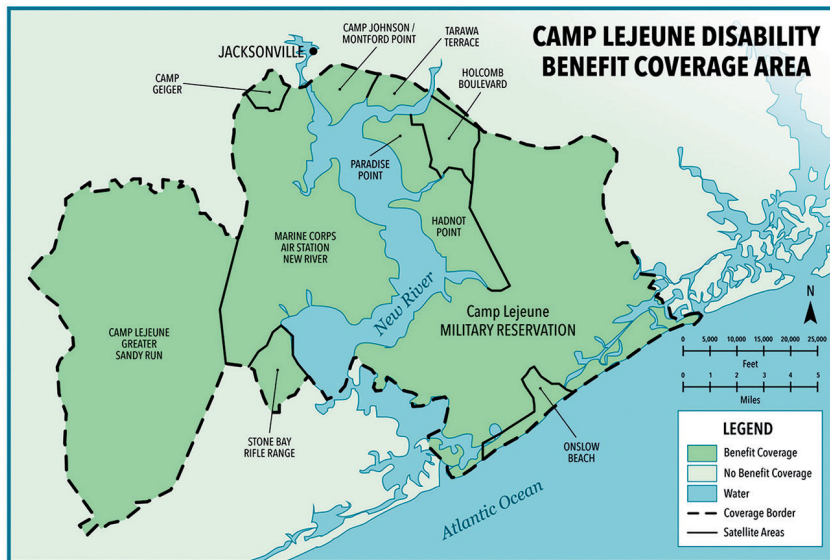 CAMP LEJEUNE DISABILITY
BENEFIT COVERAGE AREA
JACKSONVILLE
CAMP JOHNSON /
MONTFORD POINT
TARAWA
TERRACE
HOLCOMB
BOULEVARD
CAMP
GEIGER
PARADISE
POINT
HADNOT
POINT
MARINE CORPS
AIR STATION
NEW RIVER
New River
Camp Lejeune
MILITARY RESERVATION
CAMP LEJEUNE
GREATER
SANDY RUN
STONE BAY
RIFLE RANGE
ONSLOW
BEACH
Atlantic Ocean
N
0 5,000 10,000 15,000 20,000 25,000
Feet
0 1 2 3 4 5
Miles
LEGEND
Benefit Coverage
No Benefit Coverage
Water
Coverage Border
Satellite Areas